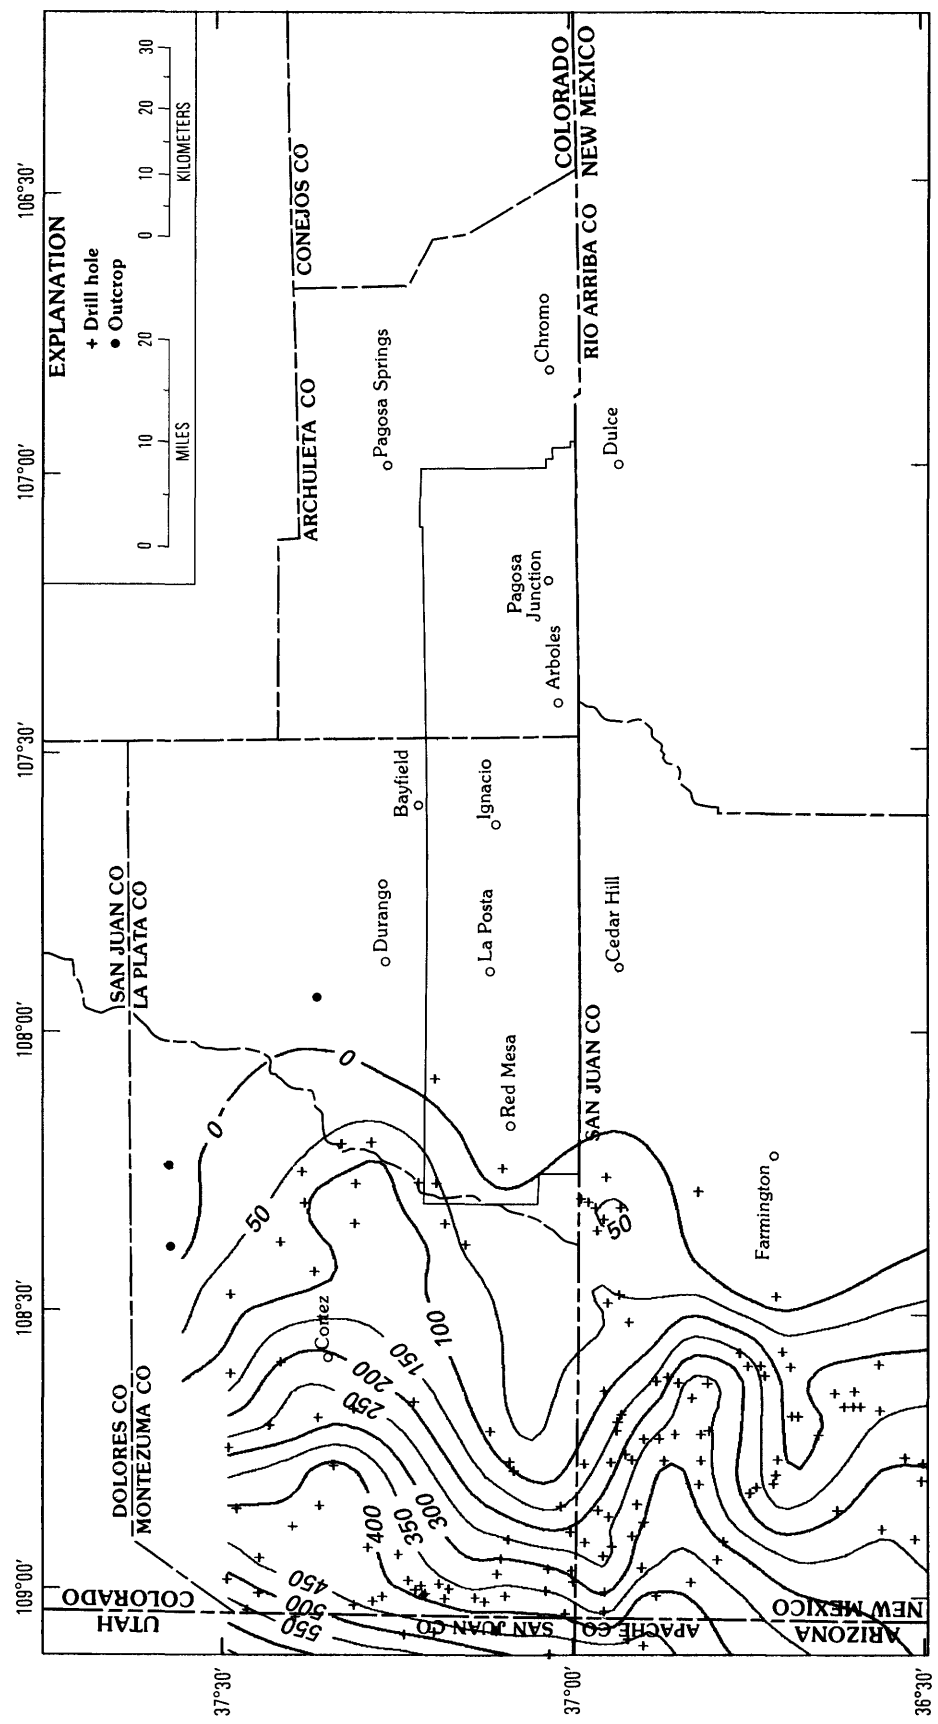 EXPLANATION
+ Drill hole
● Outcrop
0 10 20
MILES
0 10 20 30
KILOMETERS
109°00'
108°30'
108°00'
107°30'
107°00'
106°30'
37°30'
37°00'
36°30'
UTAH
COLORADO
DOLORES CO
MONTEZUMA CO
SAN JUAN CO
LA PLATA CO
ARCHULETA CO
CONEJOS CO
COLORADO
NEW MEXICO
RIO ARRIBA CO
SAN JUAN CO
SAN JUAN CO
APACHE CO
ARIZONA
NEW MEXICO
Cortez
Durango
Bayfield
Pagosa Springs
Red Mesa
La Posta
Ignacio
Arboles
Pagosa
Junction
Chromo
Dulce
Cedar Hill
Farmington
0
0
50
50
100
150
200
250
300
350
400
450
500
550